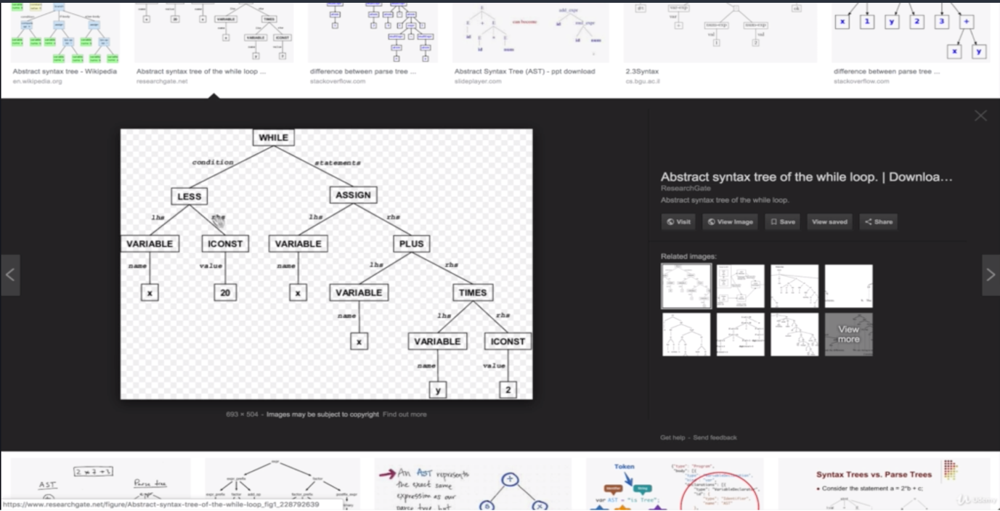 Abstract syntax tree - Wikipedia
en.wikipedia.org
Abstract syntax tree of the while loop ...
researchgate.net
difference between parse tree ...
stackoverflow.com
Abstract Syntax Tree (AST) - ppt download
slideplayer.com
2.3Syntax
cs.bgu.ac.il
x 1 y 2 3 +
x y
difference between parse tree ...
stackoverflow.com
WHILE
condition statements
LESS ASSIGN
lhs rhs lhs rhs
VARIABLE ICONST VARIABLE PLUS
name value name lhs rhs
x 20 x VARIABLE TIMES
name lhs rhs
x VARIABLE ICONST
name value
y 2
693 × 504 - Images may be subject to copyright Find out more
Abstract syntax tree of the while loop. | Downloa...
ResearchGate
Abstract syntax tree of the while loop.
Visit View Image Save View saved Share
Related images:
View
more
Get help - Send feedback
AST
Parse tree
An AST represents
the exact same
expression as our
parse tree but
+
Token
var AST = "is Tree";
Syntax Trees vs. Parse Trees
• Consider the statement a = 2*b + c;
https://www.researchgate.net/figure/Abstract-syntax-tree-of-the-while-loop_fig1_228792639
Udemy